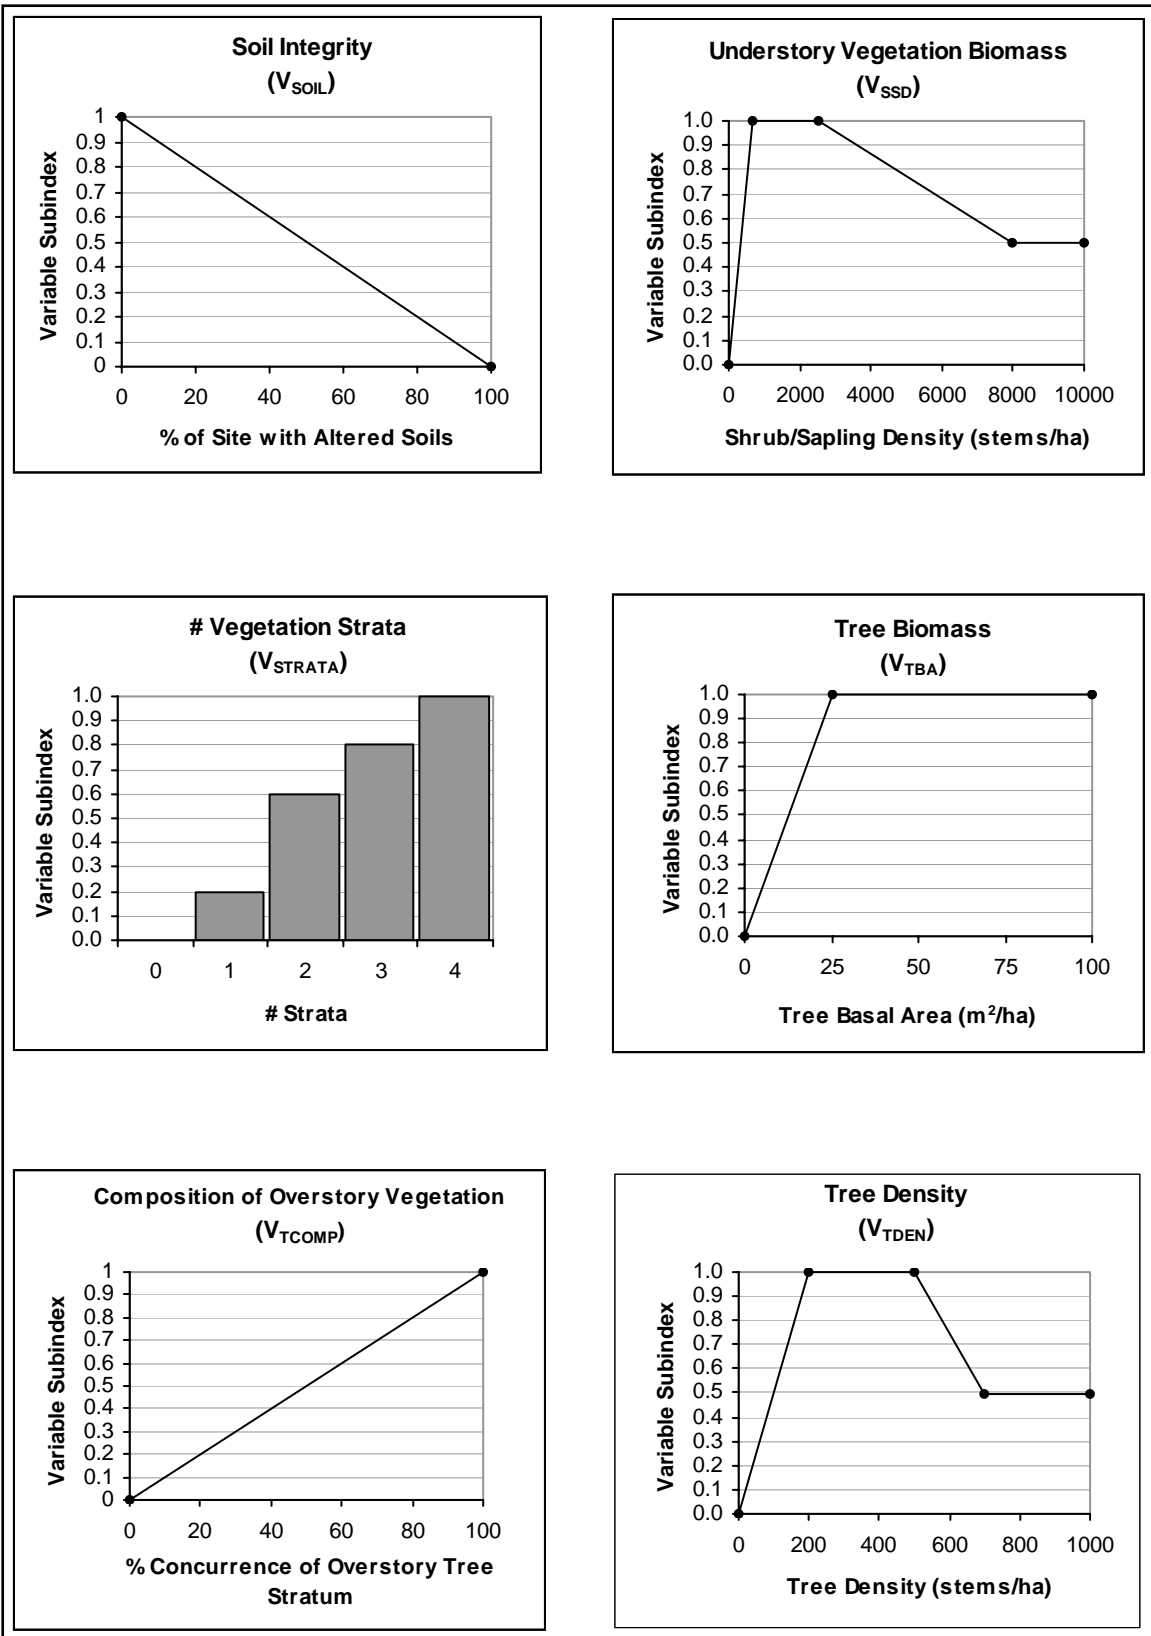 Soil Integrity
(V_SOIL)
1
0.9
0.8
0.7
0.6
0.5
0.4
0.3
0.2
0.1
0
Variable Subindex
0 20 40 60 80 100
% of Site with Altered Soils
Understory Vegetation Biomass
(V_SSD)
1.0
0.9
0.8
0.7
0.6
0.5
0.4
0.3
0.2
0.1
0.0
Variable Subindex
0 2000 4000 6000 8000 10000
Shrub/Sapling Density (stems/ha)
# Vegetation Strata
(V_STRATA)
1.0
0.9
0.8
0.7
0.6
0.5
0.4
0.3
0.2
0.1
0.0
Variable Subindex
0 1 2 3 4
# Strata
Tree Biomass
(V_TBA)
1.0
0.9
0.8
0.7
0.6
0.5
0.4
0.3
0.2
0.1
0.0
Variable Subindex
0 25 50 75 100
Tree Basal Area (m²/ha)
Composition of Overstory Vegetation
(V_TCOMP)
1
0.9
0.8
0.7
0.6
0.5
0.4
0.3
0.2
0.1
0
Variable Subindex
0 20 40 60 80 100
% Concurrence of Overstory Tree
Stratum
Tree Density
(V_TDEN)
1.0
0.9
0.8
0.7
0.6
0.5
0.4
0.3
0.2
0.1
0.0
Variable Subindex
0 200 400 600 800 1000
Tree Density (stems/ha)